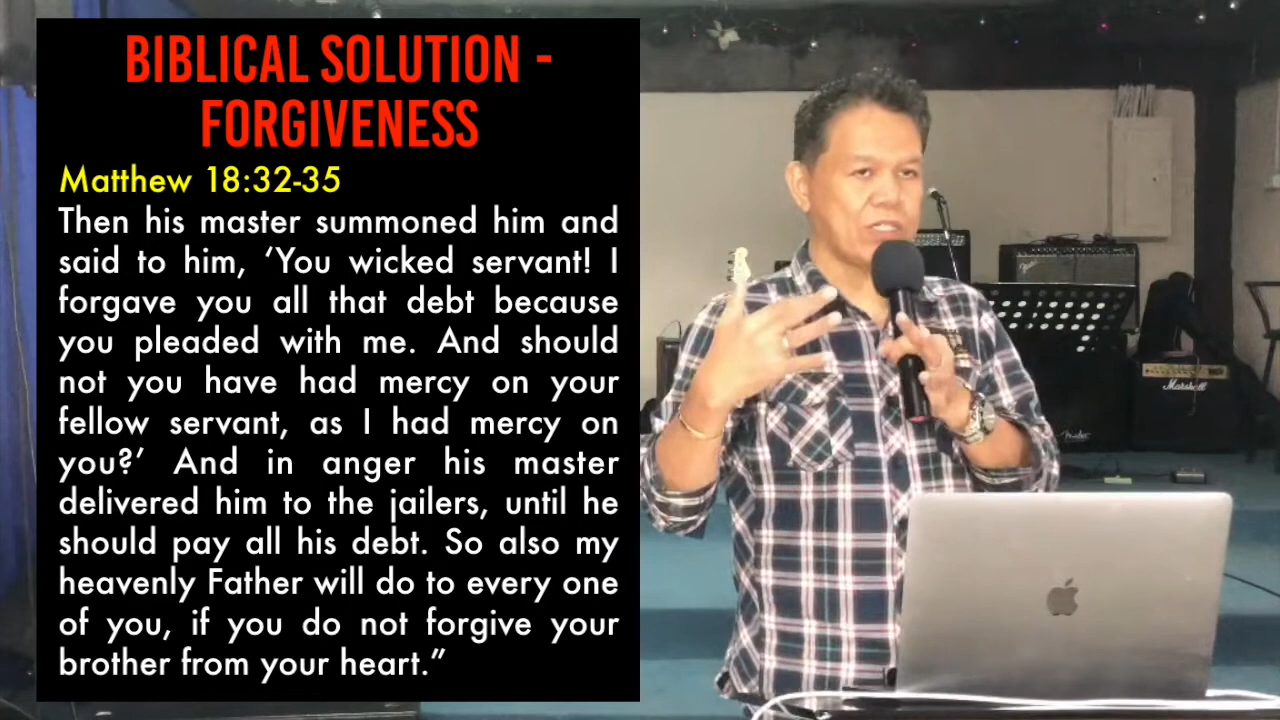 BIBLICAL SOLUTION -
FORGIVENESS
Matthew 18:32-35
Then his master summoned him and
said to him, ‘You wicked servant! I
forgave you all that debt because
you pleaded with me. And should
not you have had mercy on your
fellow servant, as I had mercy on
you?’ And in anger his master
delivered him to the jailers, until he
should pay all his debt. So also my
heavenly Father will do to every one
of you, if you do not forgive your
brother from your heart.”
Marshall